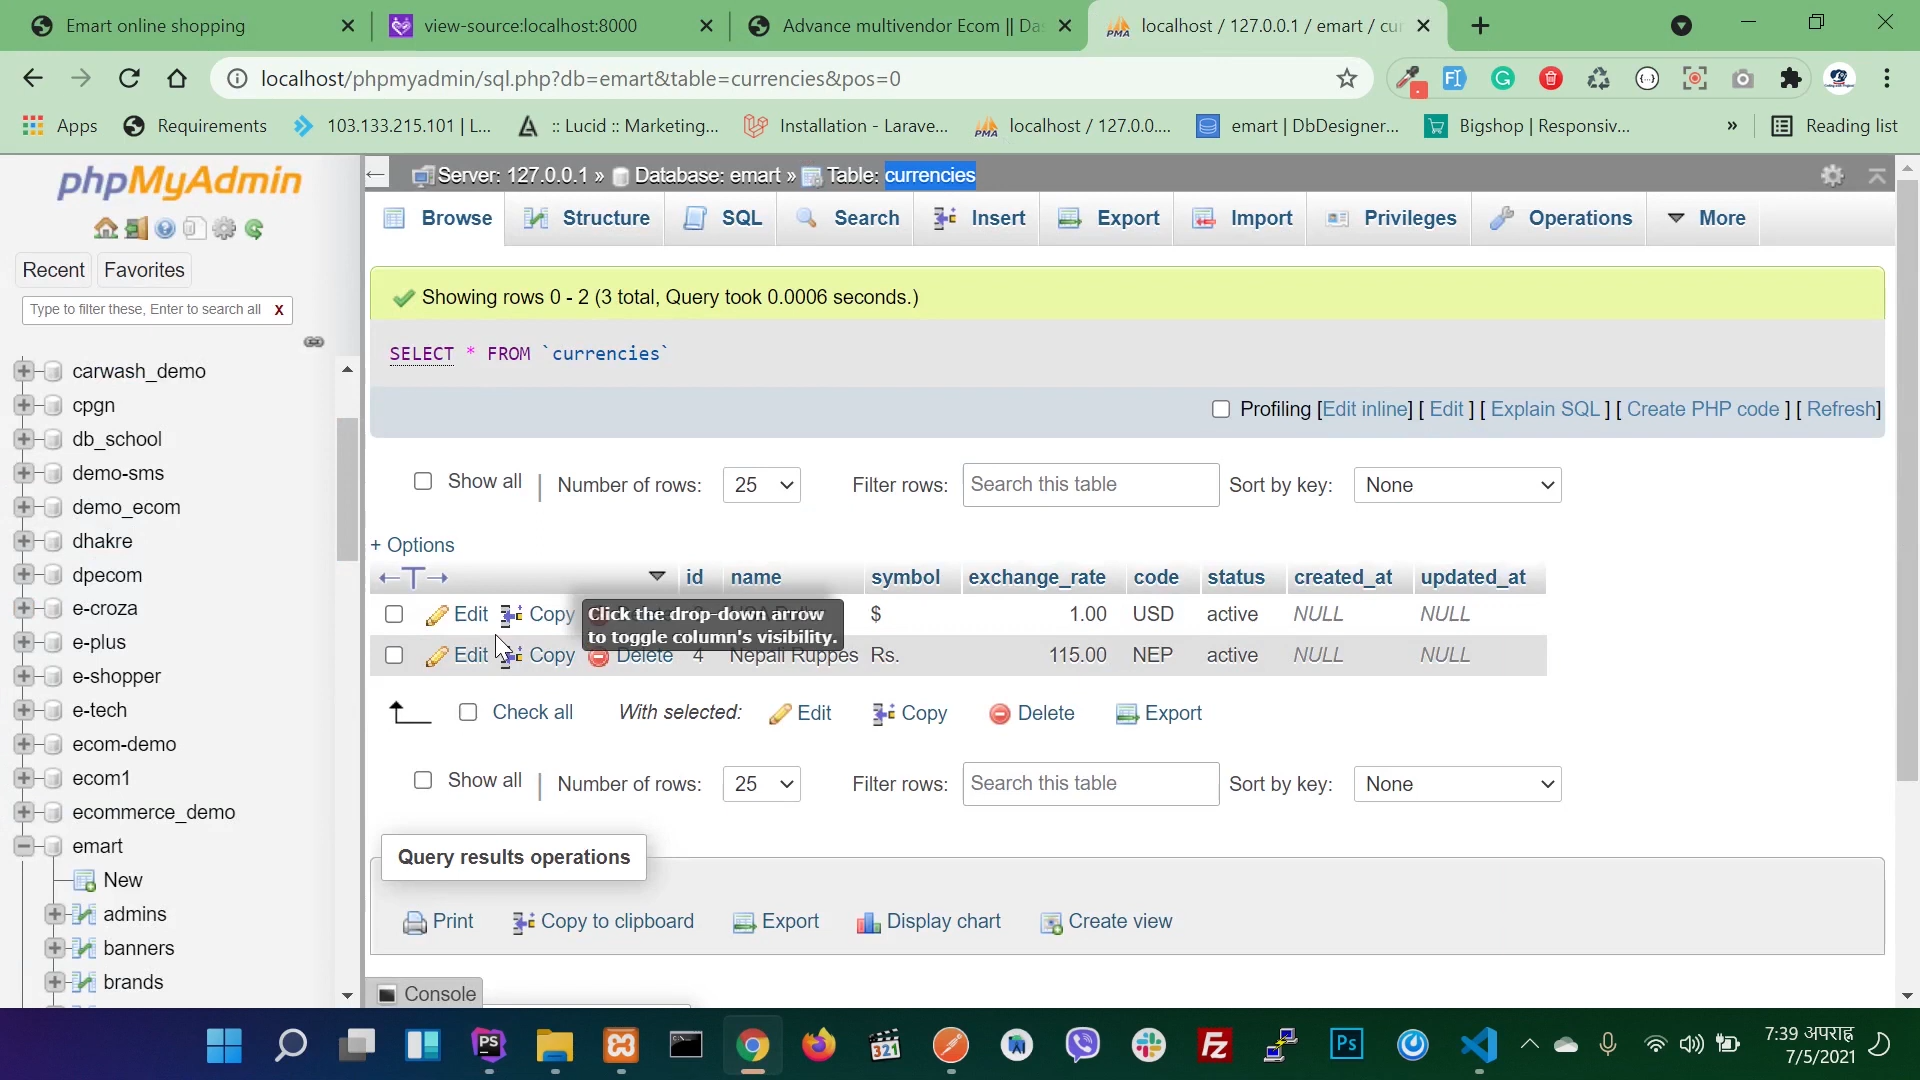 Emart online shopping
view-source:localhost:8000
Advance multivendor Ecom || Das
localhost / 127.0.0.1 / emart / cur
localhost/phpmyadmin/sql.php?db=emart&table=currencies&pos=0
Apps
Requirements
103.133.215.101 | L...
:: Lucid :: Marketing...
Installation - Larave...
localhost / 127.0.0....
emart | DbDesigner...
Bigshop | Responsiv...
»
Reading list
phpMyAdmin
Recent
Favorites
Type to filter these, Enter to search all X
carwash_demo
cpgn
db_school
demo-sms
demo_ecom
dhakre
dpecom
e-croza
e-plus
e-shopper
e-tech
ecom-demo
ecom1
ecommerce_demo
emart
New
admins
banners
brands
Server: 127.0.0.1 » Database: emart » Table: currencies
Browse Structure SQL Search Insert Export Import Privileges Operations More
Showing rows 0 - 2 (3 total, Query took 0.0006 seconds.)
SELECT * FROM `currencies`
Profiling [Edit inline] [ Edit ] [ Explain SQL ] [ Create PHP code ] [ Refresh]
Show all | Number of rows: 25 Filter rows: Search this table Sort by key: None
+ Options
id name symbol exchange_rate code status created_at updated_at
Edit Copy $ 1.00 USD active NULL NULL
Click the drop-down arrow
to toggle column's visibility.
Edit Copy Delete 4 Nepali Ruppes Rs. 115.00 NEP active NULL NULL
Check all With selected: Edit Copy Delete Export
Show all | Number of rows: 25 Filter rows: Search this table Sort by key: None
Query results operations
Print Copy to clipboard Export Display chart Create view
Console
7:39 अपराह्न
7/5/2021